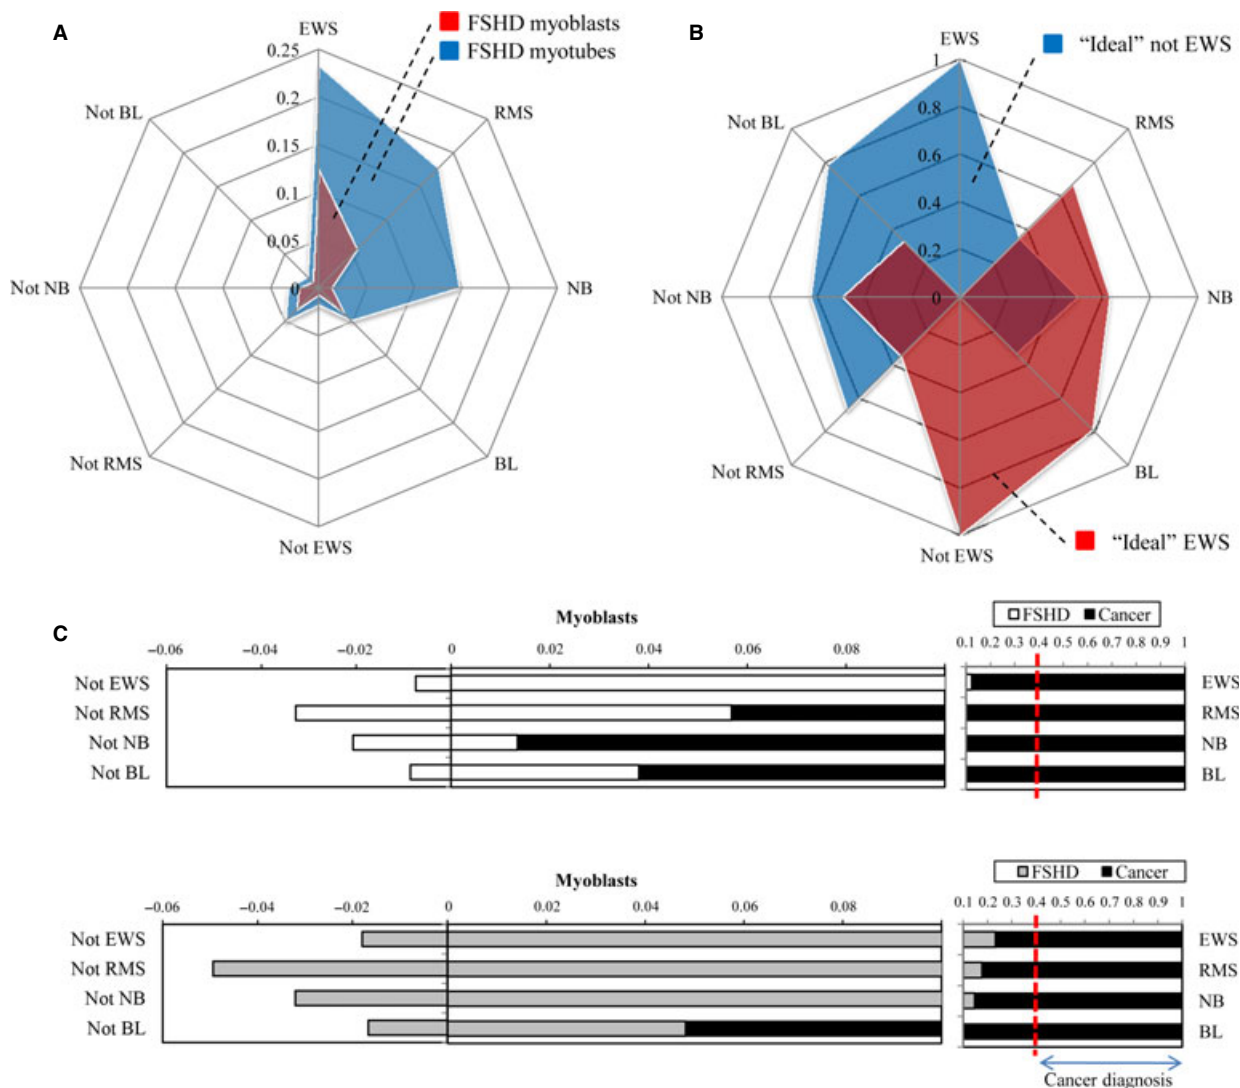 A
EWS
FSHD myoblasts
FSHD myotubes
0.25
0.2
0.15
0.1
0.05
0
RMS
NB
BL
Not EWS
Not RMS
Not NB
Not BL
B
EWS
"Ideal" not EWS
1
0.8
0.6
0.4
0.2
0
RMS
NB
BL
"Ideal" EWS
Not EWS
Not RMS
Not NB
Not BL
C
Myoblasts
FSHD Cancer
−0.06 −0.04 −0.02 0 0.02 0.04 0.06 0.08
0.1 0.2 0.3 0.4 0.5 0.6 0.7 0.8 0.9 1
Not EWS EWS
Not RMS RMS
Not NB NB
Not BL BL
Myoblasts
FSHD Cancer
−0.06 −0.04 −0.02 0 0.02 0.04 0.06 0.08
0.1 0.2 0.3 0.4 0.5 0.6 0.7 0.8 0.9 1
Not EWS EWS
Not RMS RMS
Not NB NB
Not BL BL
Cancer diagnosis